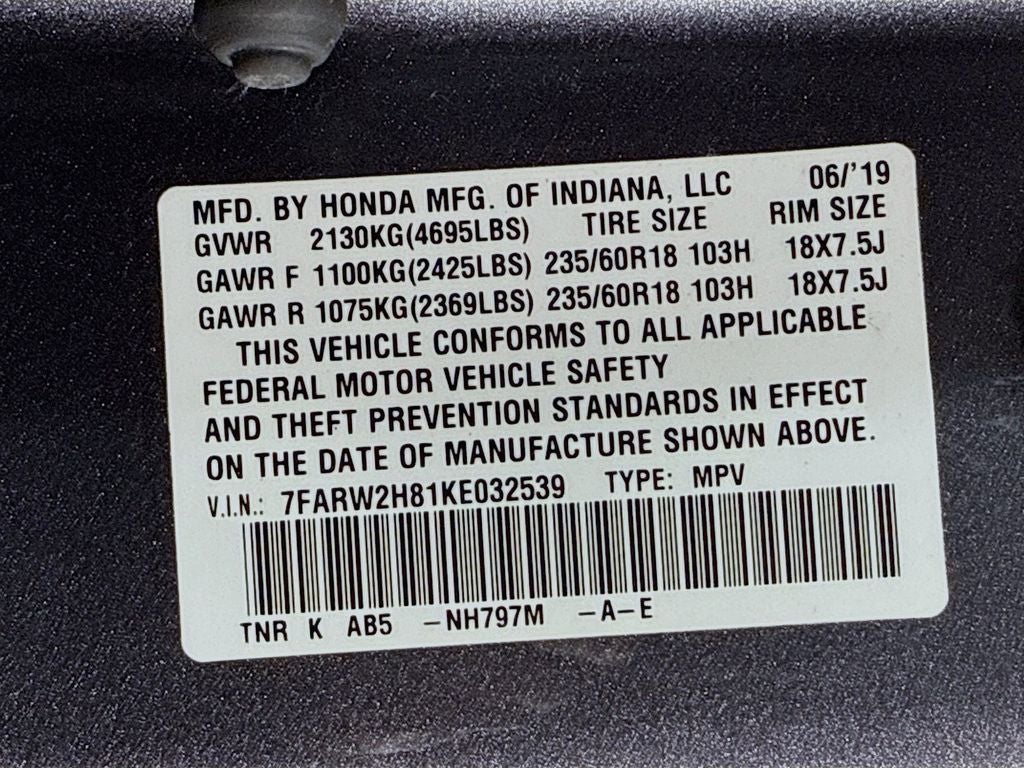 MFD. BY HONDA MFG. OF INDIANA, LLC 06/'19
GVWR 2130KG(4695LBS) TIRE SIZE RIM SIZE
GAWR F 1100KG(2425LBS) 235/60R18 103H 18X7.5J
GAWR R 1075KG(2369LBS) 235/60R18 103H 18X7.5J
THIS VEHICLE CONFORMS TO ALL APPLICABLE
FEDERAL MOTOR VEHICLE SAFETY
AND THEFT PREVENTION STANDARDS IN EFFECT
ON THE DATE OF MANUFACTURE SHOWN ABOVE.
V.I.N.: 7FARW2H81KE032539 TYPE: MPV
TNR K AB5 -NH797M -A-E